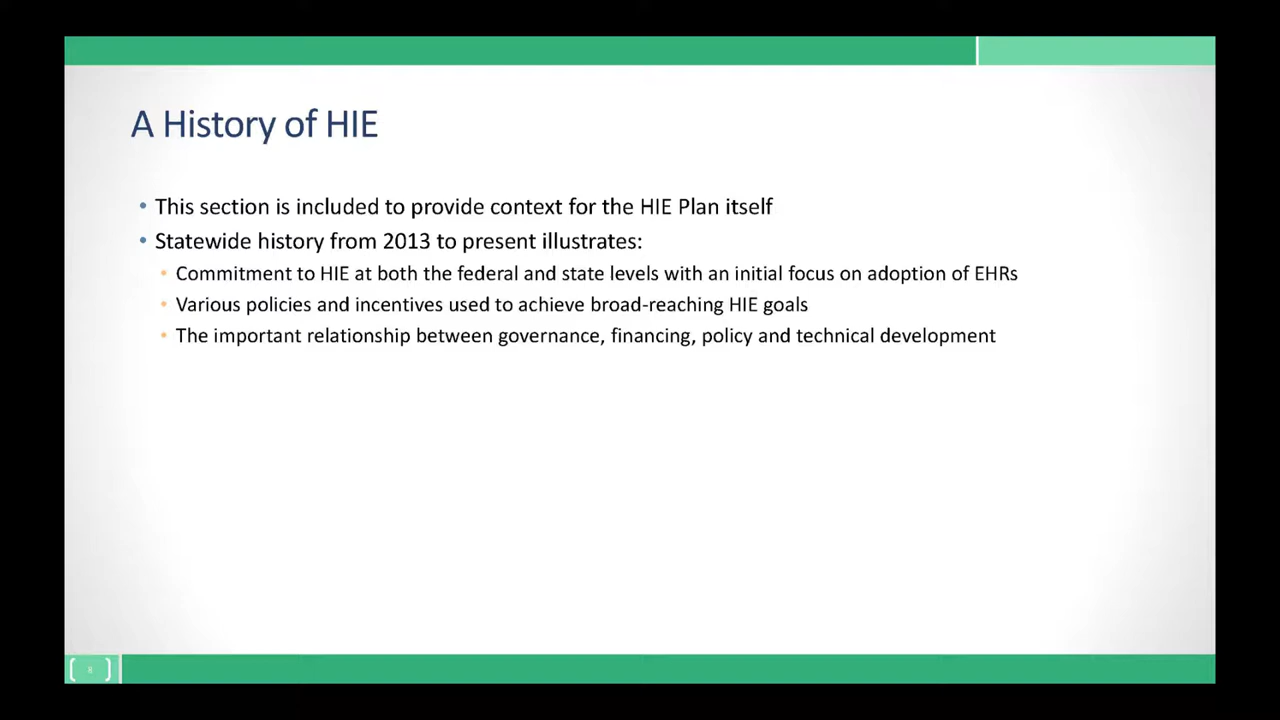 A History of HIE
• This section is included to provide context for the HIE Plan itself
• Statewide history from 2013 to present illustrates:
• Commitment to HIE at both the federal and state levels with an initial focus on adoption of EHRs
• Various policies and incentives used to achieve broad-reaching HIE goals
• The important relationship between governance, financing, policy and technical development
8